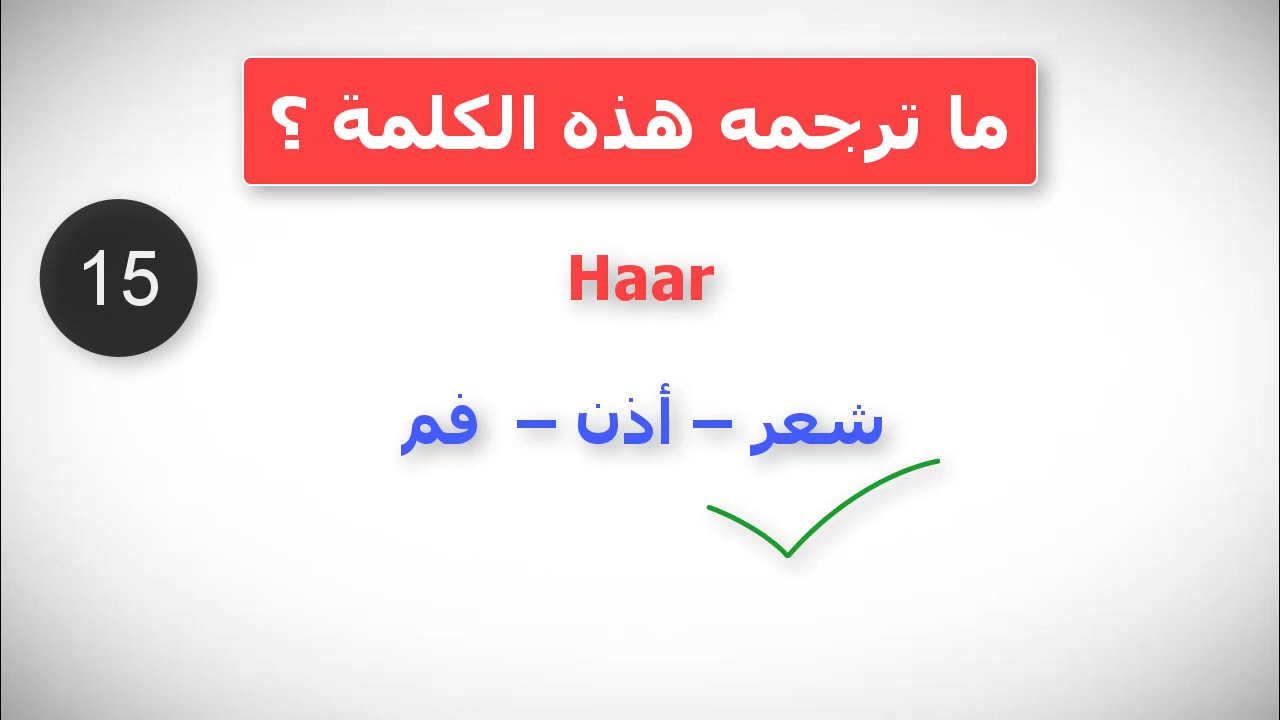 ما ترجمه هذه الكلمة ؟
15
Haar
شعر – أذن – فم